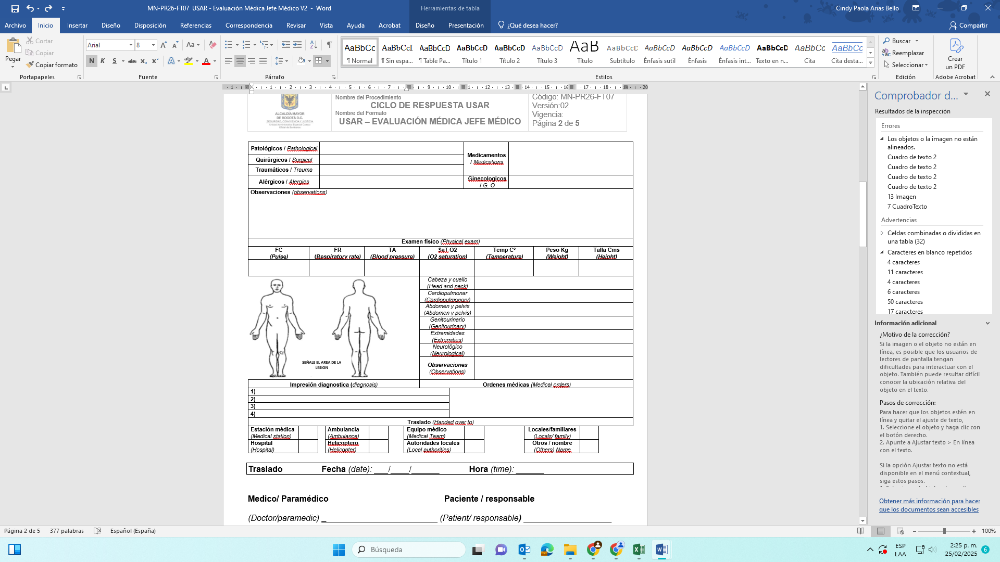 MN-PR26-FT07  USAR - Evaluación Médica Jefe Médico V2  -  Word
Herramientas de tabla
Cindy Paola Arias Bello
Archivo Inicio Insertar Diseño Disposición Referencias Correspondencia Revisar Vista Ayuda Acrobat Diseño Presentación ¿Qué desea hacer? Compartir
Pegar
Cortar
Copiar
Copiar formato
Portapapeles
Arial 8
N K S abc x₂ x²
Fuente
Párrafo
AaBbCc AaBbCcI AaBbCcD AaBbCcD AaBbCcD AaBbCcD AaB AaBbCcD AaBbCcD AaBbCcD AaBbCcD AaBbCcD AaBbCc AaBbCc
¶ Normal ¶ Sin espa... ¶ Table Pa... Título 1 Título 2 Título 3 Título Subtítulo Énfasis sutil Énfasis Énfasis int... Texto en n... Cita Cita desta...
Estilos
Buscar
Reemplazar
Seleccionar
Edición
Crear
un PDF
Adobe Acrobat
ALCALDÍA MAYOR
DE BOGOTÁ D.C.
SEGURIDAD, CONVIVENCIA Y JUSTICIA
Unidad Administrativa Especial Cuerpo
Oficial de Bomberos
Nombre del Procedimiento
CICLO DE RESPUESTA USAR
Nombre del Formato
USAR – EVALUACIÓN MÉDICA JEFE MÉDICO
Código: MN-PR26-FT07
Versión:02
Vigencia:
Página 2 de 5
Patológicos / Pathological
Quirúrgicos / Surgical
Traumáticos / Trauma
Alérgicos / Alergies
Medicamentos
/ Medications
Ginecologicos
/ G. O
Observaciones (observations)
Examen físico (Physical exam)
FC FR TA SaT O2 Temp C° Peso Kg Talla Cms
(Pulse) (Respiratory rate) (Blood pressure) (O2 saturation) (Temperature) (Weight) (Height)
Cabeza y cuello
(Head and neck)
Cardiopulmonar
(Cardiopulmonary)
Abdomen y pelvis
(Abdomen y pelvis)
Genitourinario
(Genitourinary)
Extremidades
(Extremities)
Neurológico
(Neurological)
Observaciones
(Observations)
SEÑALE EL AREA DE LA
LESION
Impresión diagnostica (diagnosis) Ordenes médicas (Medical orders)
1)
2)
3)
4)
Traslado (Handed over to)
Estación médica Ambulancia Equipo médico Locales/familiares
(Medical station) (Ambulance) (Medical Team) (Locals/ family)
Hospital Helicoptero Autoridades locales Otros / nombre
(Hospital) (Helicopter) (Local authorities) (Others) Name
Traslado Fecha (date): ___/____/______ Hora (time): ______
Medico/ Paramédico Paciente / responsable
(Doctor/paramedic) _________________________ (Patient/ responsable) ___________________
Comprobador d...
Resultados de la inspección
Errores
Los objetos o la imagen no están
alineados.
Cuadro de texto 2
Cuadro de texto 2
Cuadro de texto 2
Cuadro de texto 2
13 Imagen
7 CuadroTexto
Advertencias
Celdas combinadas o divididas en
una tabla (32)
Caracteres en blanco repetidos
4 caracteres
11 caracteres
4 caracteres
6 caracteres
50 caracteres
17 caracteres
Información adicional
¿Motivo de la corrección?
Si la imagen o el objeto no están en
línea, es posible que los usuarios de
lectores de pantalla tengan
dificultades para interactuar con el
objeto. También puede resultar difícil
conocer la ubicación relativa del
objeto en el texto.
Pasos de corrección:
Para hacer que los objetos estén en
línea y quitar el ajuste de texto,
1. Seleccione el objeto y haga clic con
el botón derecho.
2. Apunte a Ajustar texto > En línea
con el texto.
Si la opción Ajustar texto no está
disponible en el menú contextual,
siga estos pasos.
Obtener más información para hacer
que los documentos sean accesibles
Página 2 de 5 377 palabras Español (España) 100%
Búsqueda
ESP
LAA
2:25 p. m.
25/02/2025
6